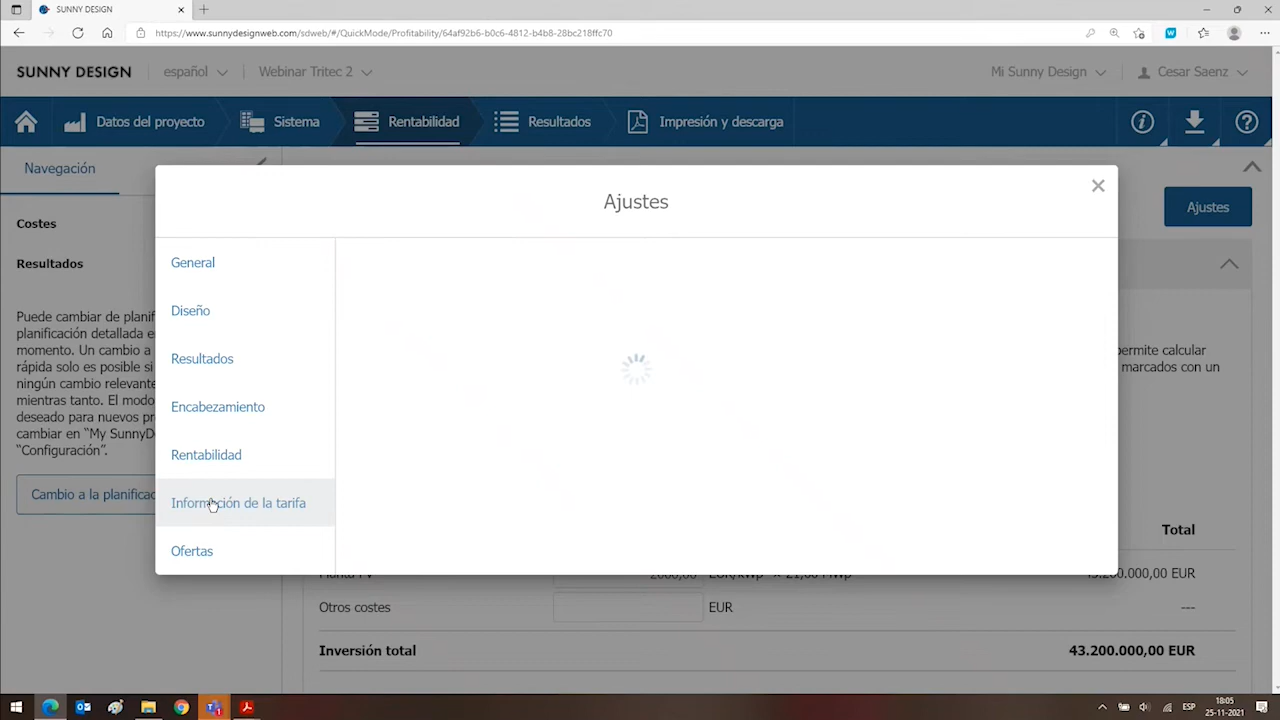 SUNNY DESIGN
https://www.sunnydesignweb.com/sdweb/#/QuickMode/Profitability/64af92b6-b0c6-4812-b4b8-28bc218ffc70
SUNNY DESIGN
español
Webinar Tritec 2
Mi Sunny Design
Cesar Saenz
Datos del proyecto
Sistema
Rentabilidad
Resultados
Impresión y descarga
Navegación
Ajustes
Ajustes
Costes
Resultados
General
Diseño
Resultados
Encabezamiento
Rentabilidad
Información de la tarifa
Ofertas
Puede cambiar de planif
planificación detallada e
momento. Un cambio a
rápida solo es posible si
ningún cambio relevante
mientras tanto. El modo
deseado para nuevos pr
cambiar en "My SunnyDe
"Configuración".
Cambio a la planificac
permite calcular
marcados con un
Total
Planta FV
EUR
Otros costes
EUR
---
Inversión total
43.200.000,00 EUR
ESP
18:05
25-11-2021